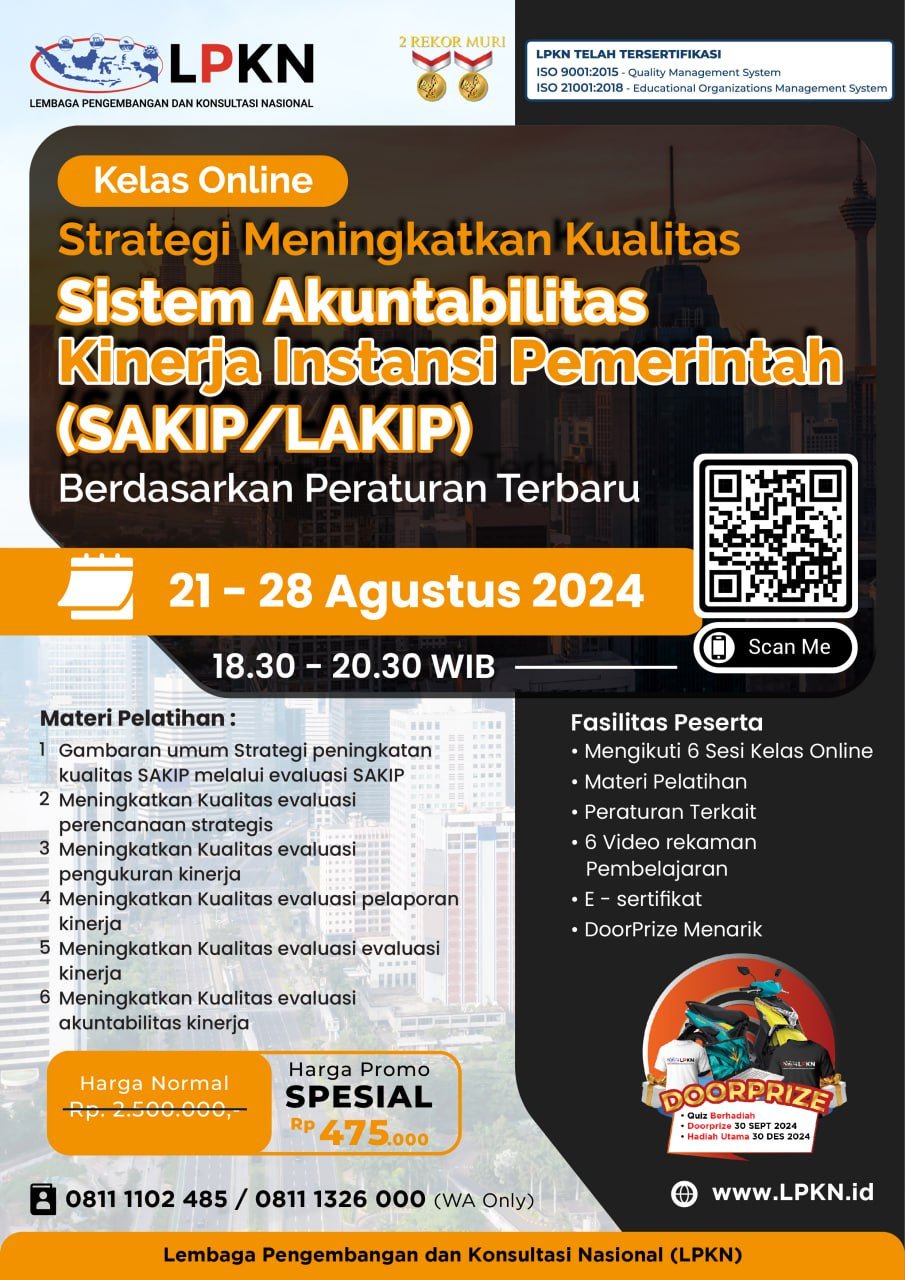 LPKN
LEMBAGA PENGEMBANGAN DAN KONSULTASI NASIONAL
2 REKOR MURI
LPKN TELAH TERSERTIFIKASI
ISO 9001:2015 - Quality Management System
ISO 21001:2018 - Educational Organizations Management System
Kelas Online
Strategi Meningkatkan Kualitas
Sistem Akuntabilitas
Kinerja Instansi Pemerintah
(SAKIP/LAKIP)
Berdasarkan Peraturan Terbaru
21 - 28 Agustus 2024
18.30 - 20.30 WIB
Scan Me
Materi Pelatihan :
1 Gambaran umum Strategi peningkatan
kualitas SAKIP melalui evaluasi SAKIP
2 Meningkatkan Kualitas evaluasi
perencanaan strategis
3 Meningkatkan Kualitas evaluasi
pengukuran kinerja
4 Meningkatkan Kualitas evaluasi pelaporan
kinerja
5 Meningkatkan Kualitas evaluasi evaluasi
kinerja
6 Meningkatkan Kualitas evaluasi
akuntabilitas kinerja
Fasilitas Peserta
• Mengikuti 6 Sesi Kelas Online
• Materi Pelatihan
• Peraturan Terkait
• 6 Video rekaman
Pembelajaran
• E - sertifikat
• DoorPrize Menarik
LPKN
LPKN
DOORPRIZE
• Quiz Berhadiah
• Doorprize 30 SEPT 2024
• Hadiah Utama 30 DES 2024
Harga Normal
Rp. 2.500.000,-
Harga Promo
SPESIAL
Rp 475.000
0811 1102 485 / 0811 1326 000 (WA Only)
www.LPKN.id
Lembaga Pengembangan dan Konsultasi Nasional (LPKN)